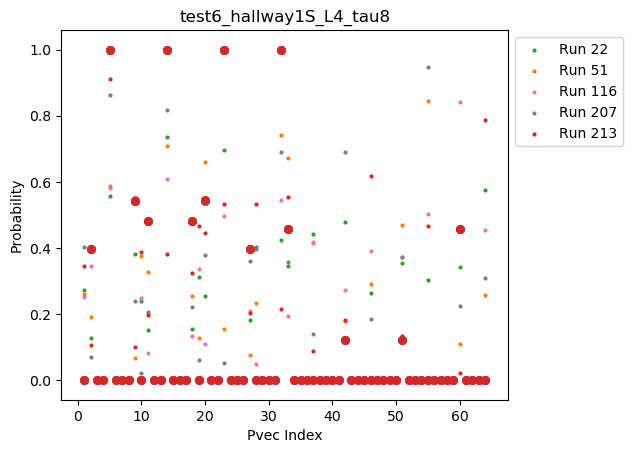 test6_hallway1S_L4_tau8
1.0
0.8
0.6
0.4
0.2
0.0
Probability
0
10
20
30
40
50
60
Pvec Index
Run 22
Run 51
Run 116
Run 207
Run 213